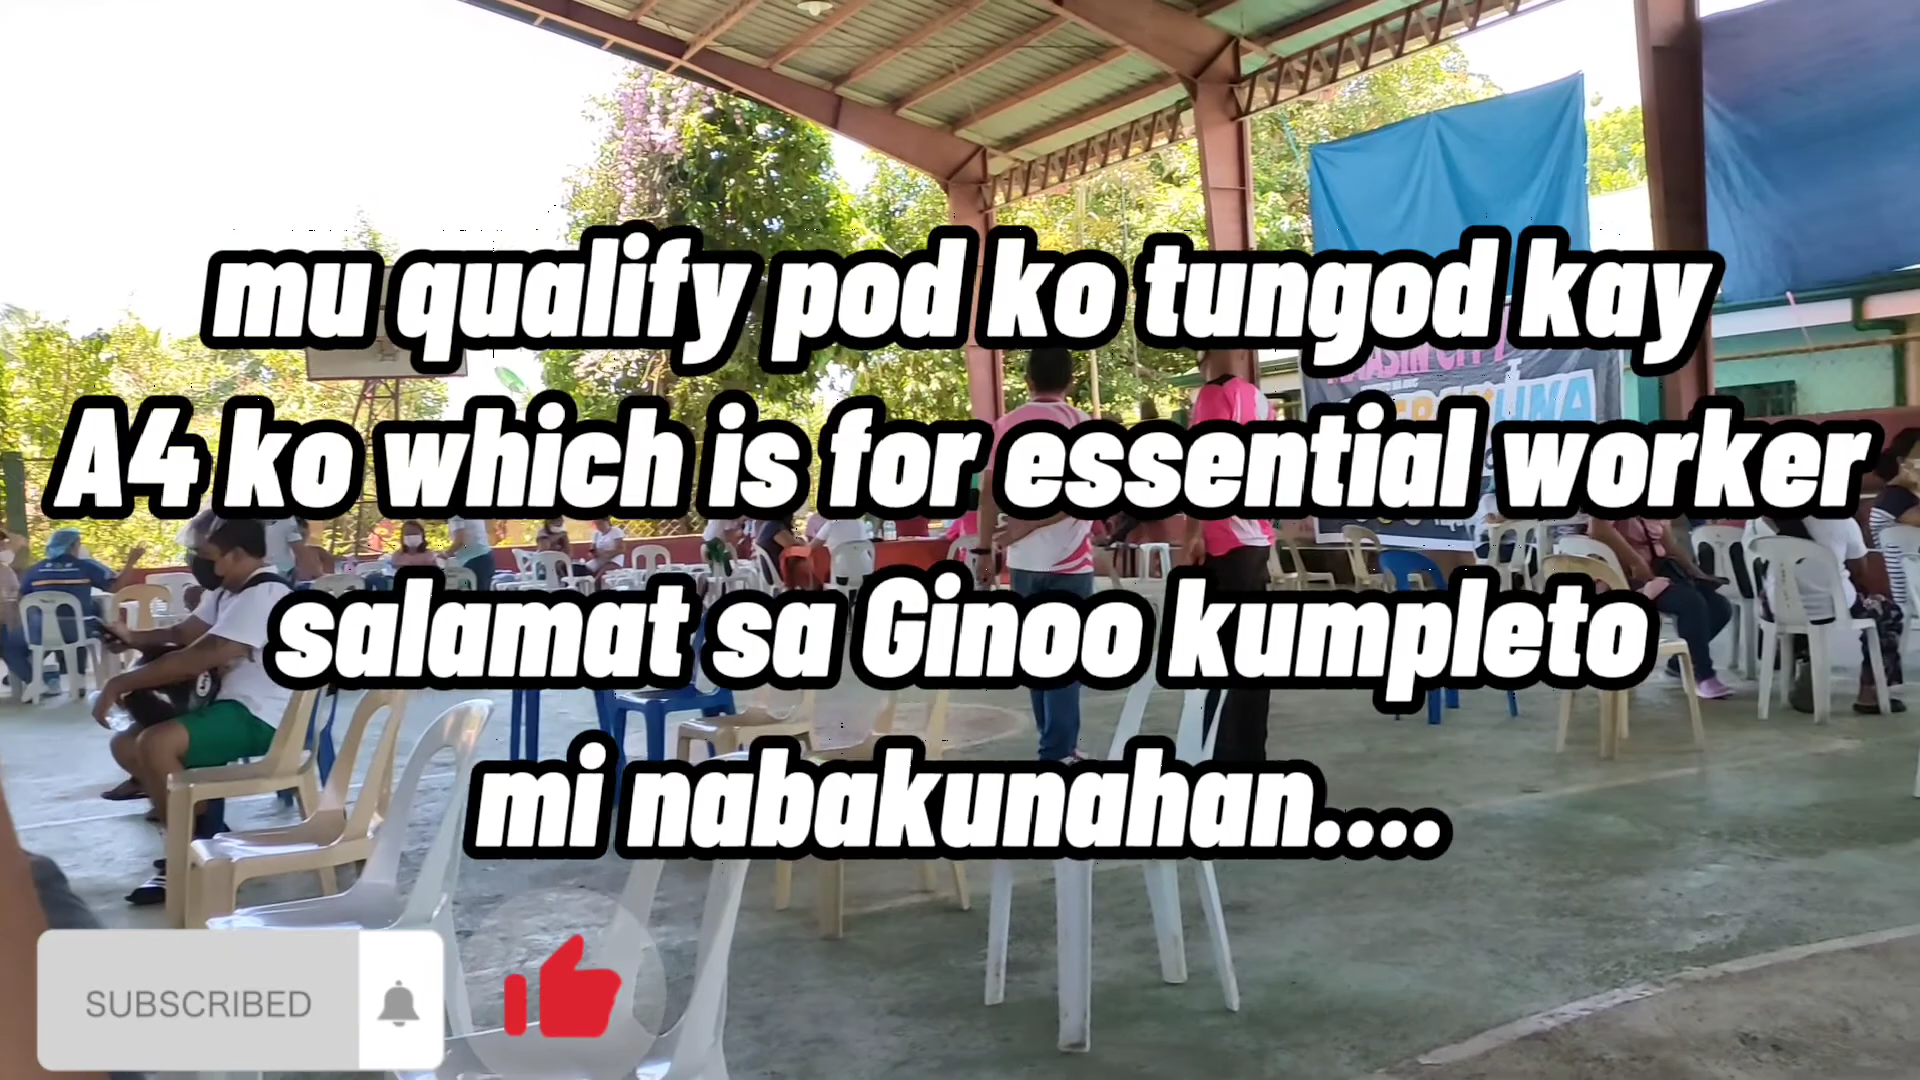 mu qualify pod ko tungod kay
A4 ko which is for essential worker
salamat sa Ginoo kumpleto
mi nabakunahan....
SUBSCRIBED